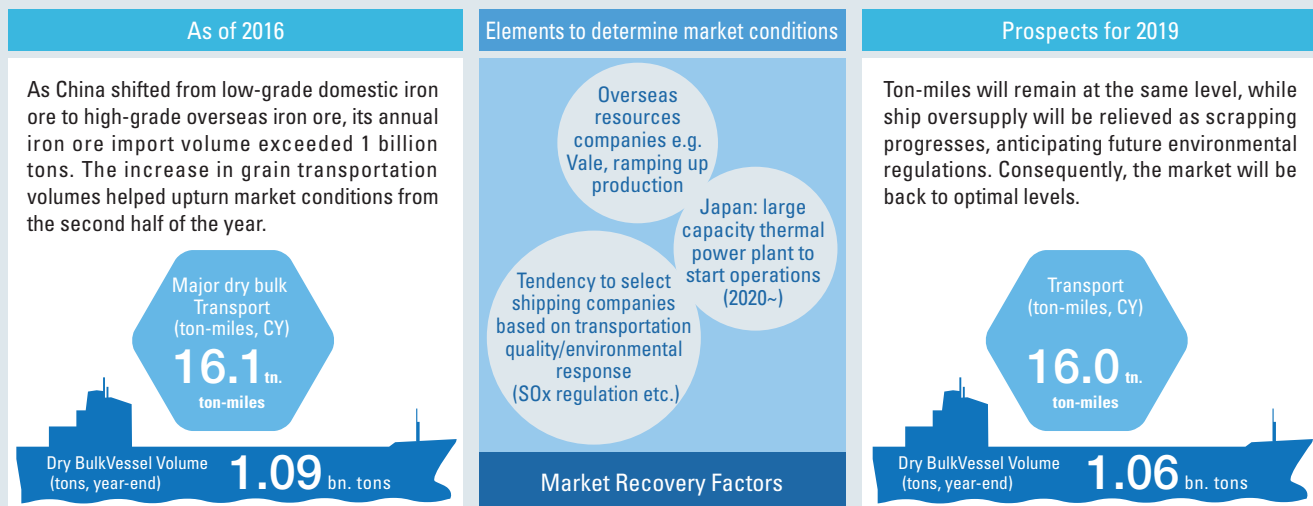 As of 2016
As China shifted from low-grade domestic iron
ore to high-grade overseas iron ore, its annual
iron ore import volume exceeded 1 billion
tons. The increase in grain transportation
volumes helped upturn market conditions from
the second half of the year.
Major dry bulk
Transport
(ton-miles, CY)
16.1 tn.
ton-miles
Dry BulkVessel Volume
(tons, year-end)
1.09 bn. tons
Elements to determine market conditions
Overseas
resources
companies e.g.
Vale, ramping up
production
Japan: large
capacity thermal
power plant to
start operations
(2020~)
Tendency to select
shipping companies
based on transportation
quality/environmental
response
(SOx regulation etc.)
Market Recovery Factors
Prospects for 2019
Ton-miles will remain at the same level, while
ship oversupply will be relieved as scrapping
progresses, anticipating future environmental
regulations. Consequently, the market will be
back to optimal levels.
Transport
(ton-miles, CY)
16.0 tn.
ton-miles
Dry BulkVessel Volume
(tons, year-end)
1.06 bn. tons